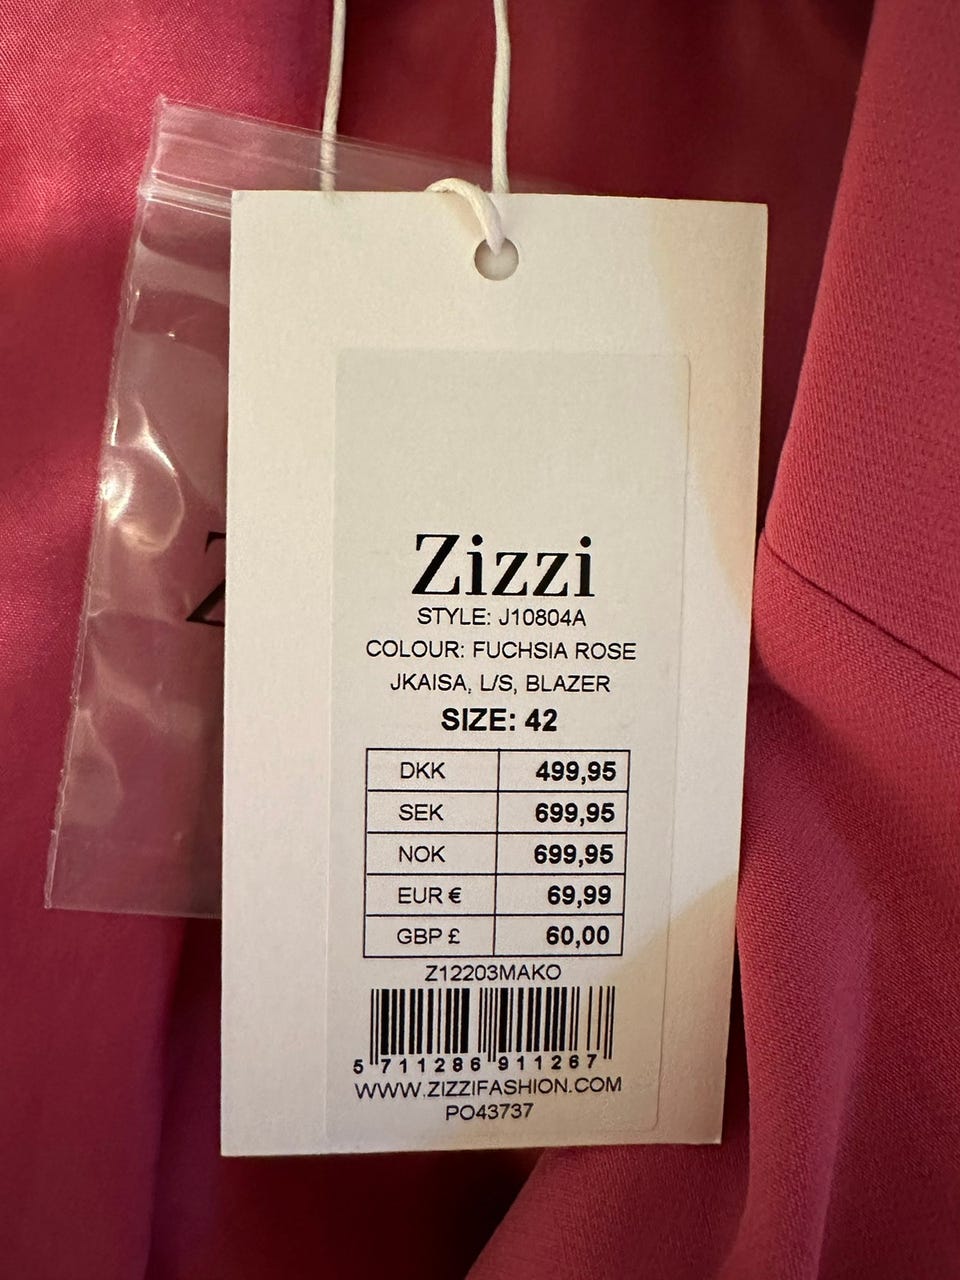 Zizzi
STYLE: J10804A
COLOUR: FUCHSIA ROSE
JKAISA, L/S, BLAZER
SIZE: 42
DKK 499,95
SEK 699,95
NOK 699,95
EUR € 69,99
GBP £ 60,00
Z12203MAKO
5 711286 911267
WWW.ZIZZIFASHION.COM
PO43737
Z